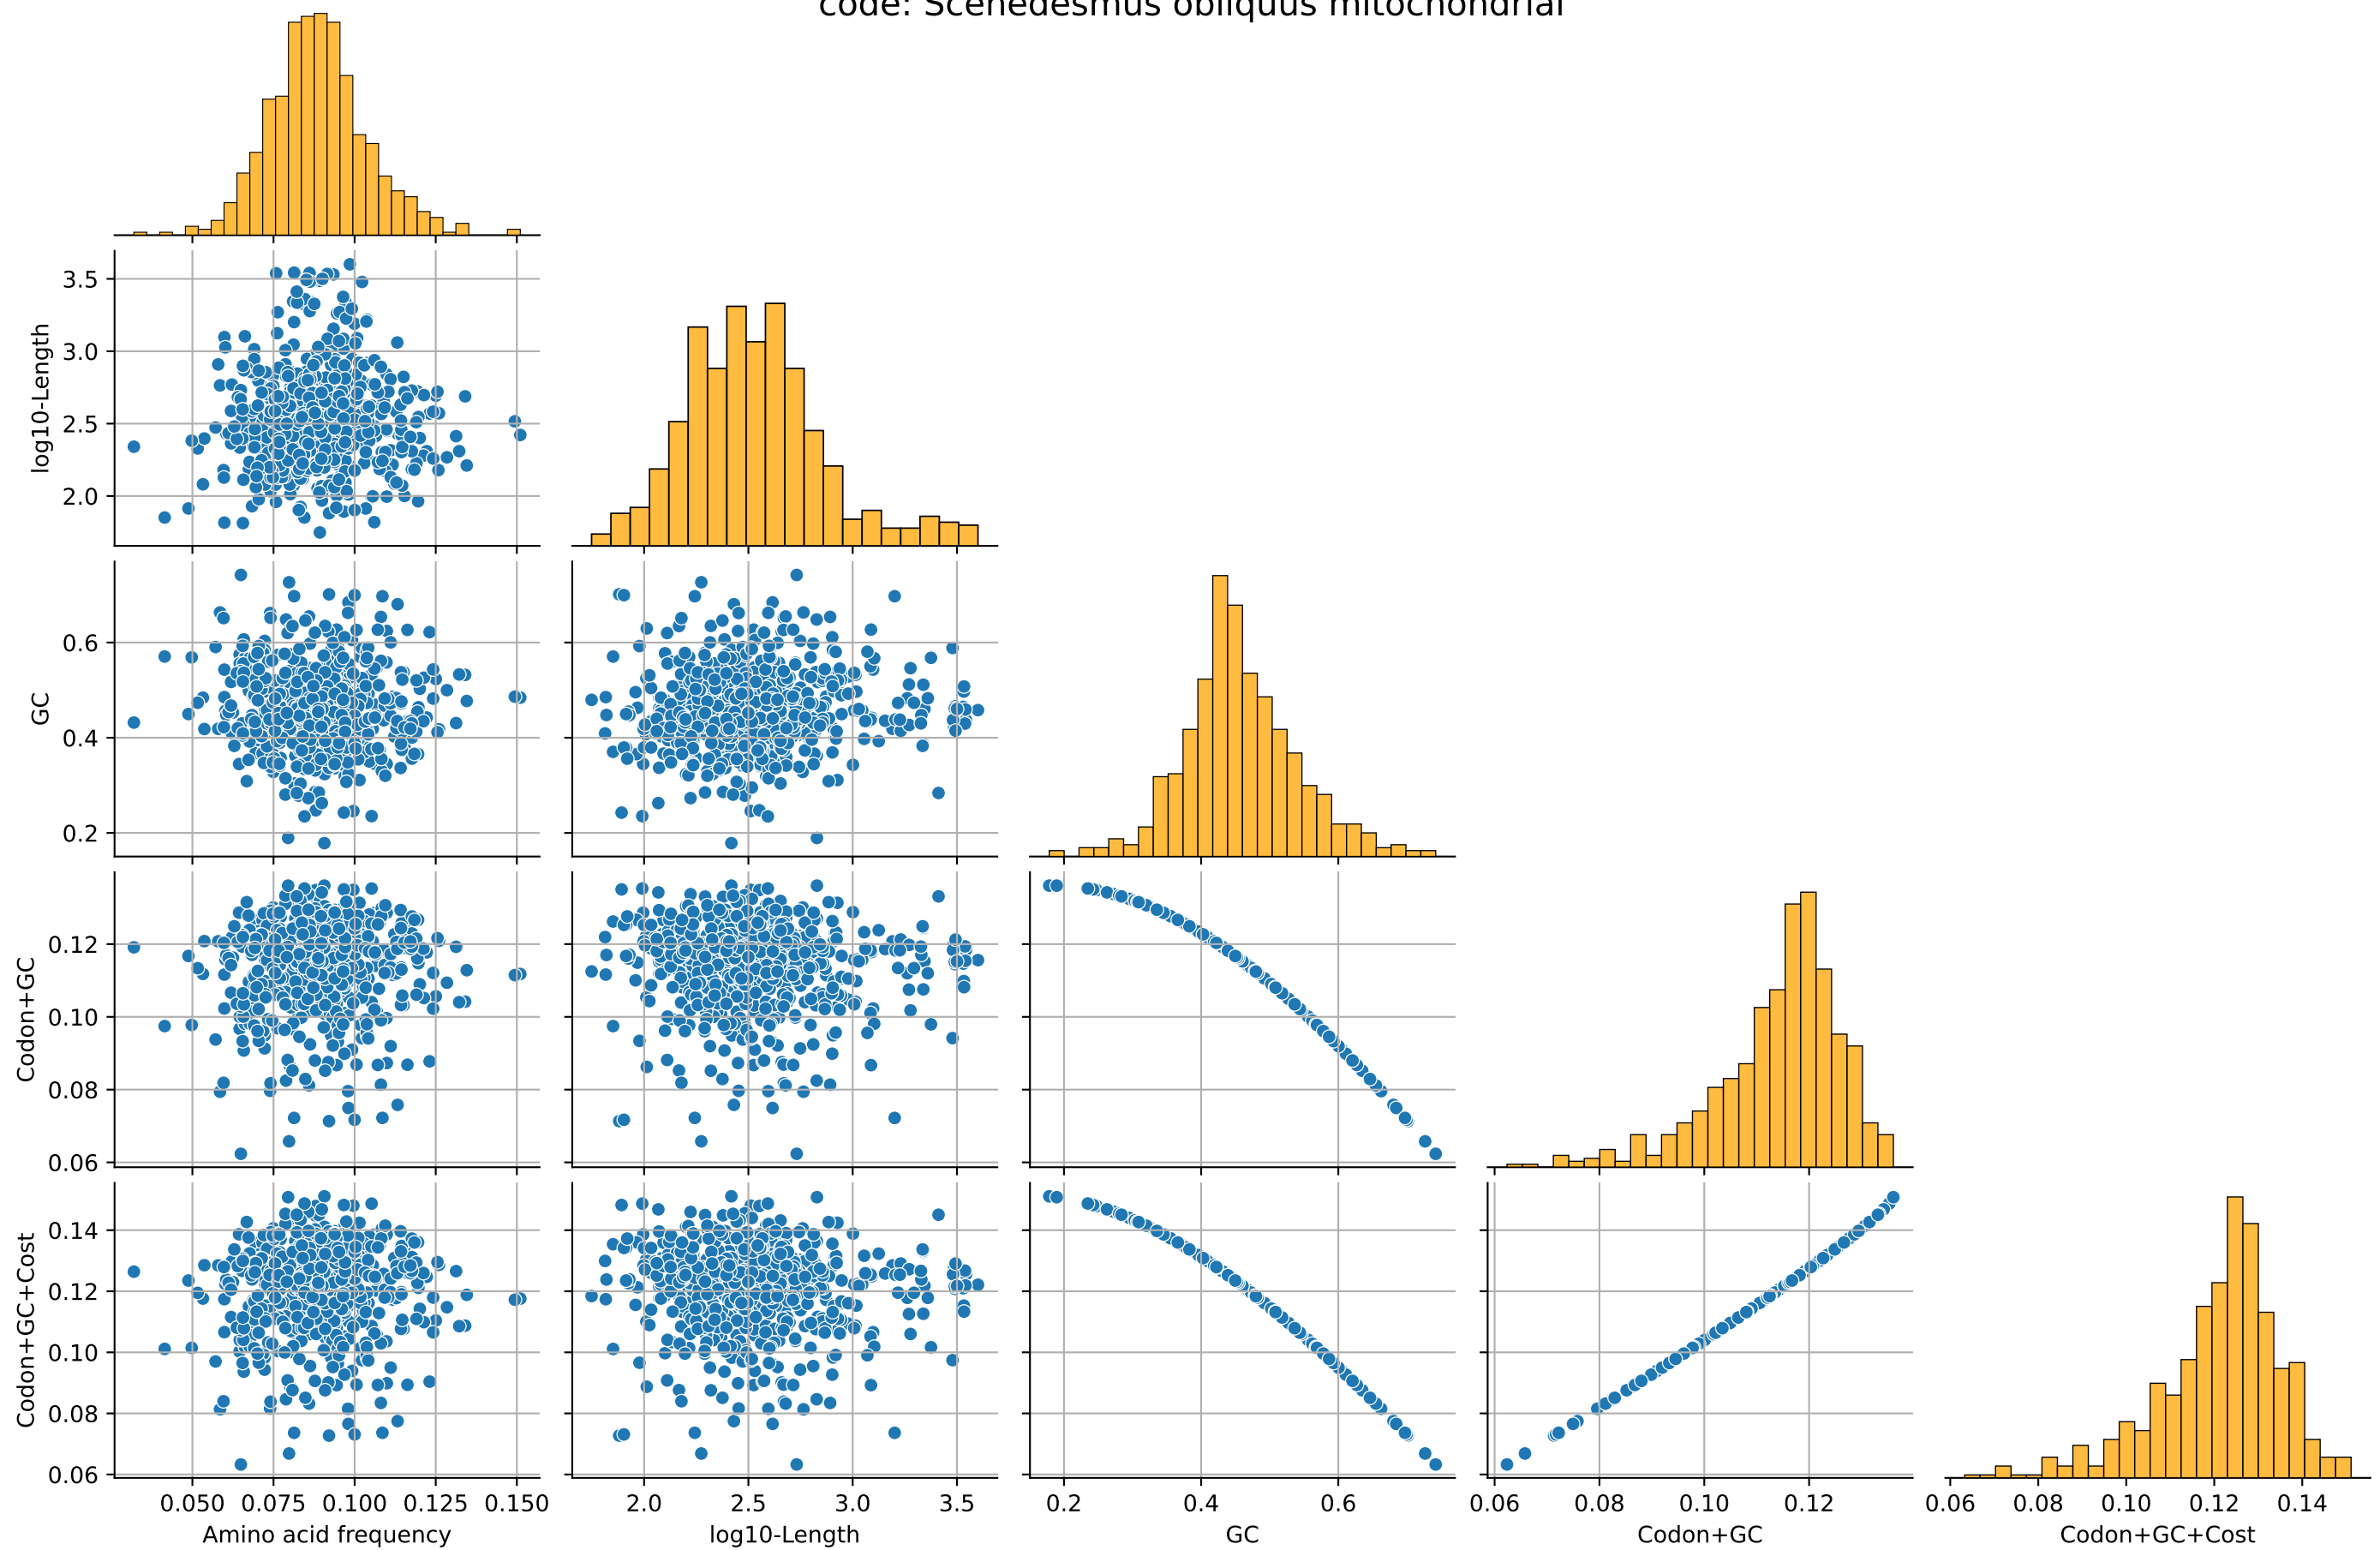 code: Scenedesmus obliquus mitochondrial
log10-Length
3.5
3.0
2.5
2.0
GC
0.6
0.4
0.2
Codon+GC
0.12
0.10
0.08
0.06
Codon+GC+Cost
0.14
0.12
0.10
0.08
0.06
0.050 0.075 0.100 0.125 0.150 2.0 2.5 3.0 3.5 0.2 0.4 0.6 0.06 0.08 0.10 0.12 0.06 0.08 0.10 0.12 0.14
Amino acid frequency log10-Length GC Codon+GC Codon+GC+Cost